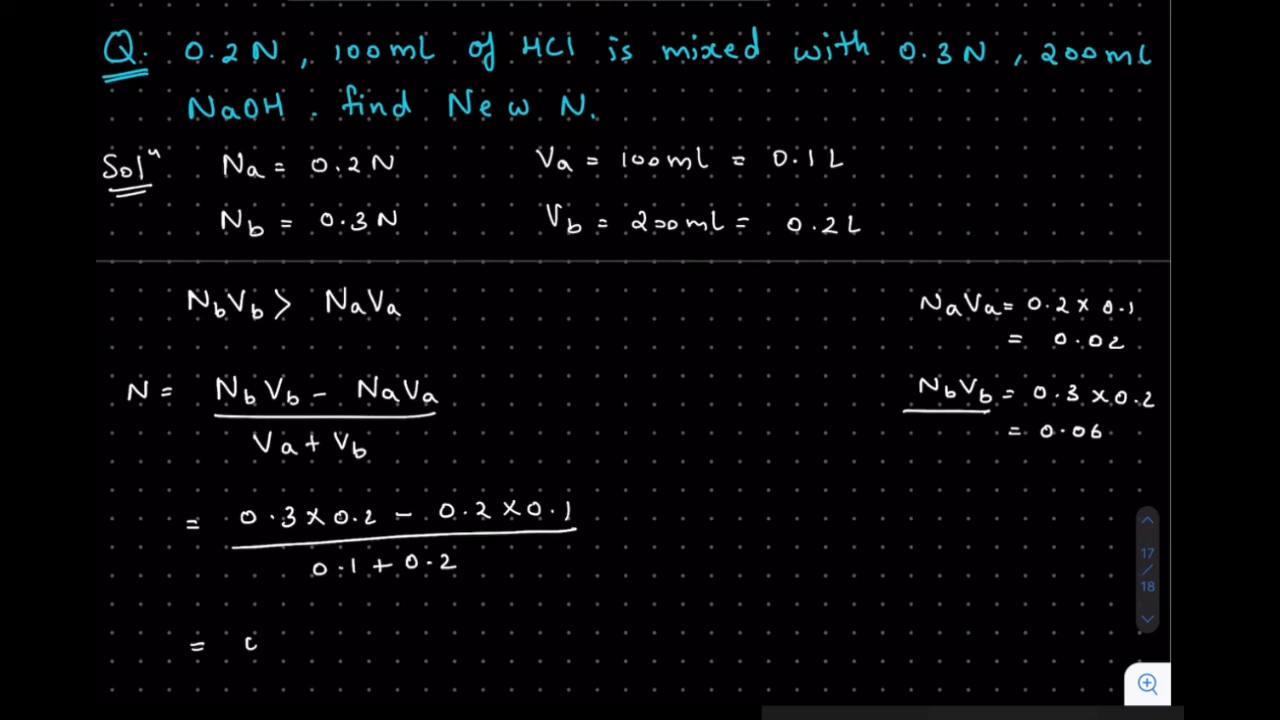 Q. 0.2 N , 100 ml of HCl is mixed with 0.3 N , 200 ml
NaOH . find New N.
Solⁿ Na = 0.2 N Va = 100 ml = 0.1 L
Nb = 0.3 N Vb = 200 ml = 0.2 L
NbVb > NaVa
NaVa = 0.2 x 0.1
= 0.02
N = NbVb - NaVa
Va + Vb
NbVb = 0.3 x 0.2
= 0.06
= 0.3 x 0.2 - 0.2 x 0.1
0.1 + 0.2
=
17
/
18